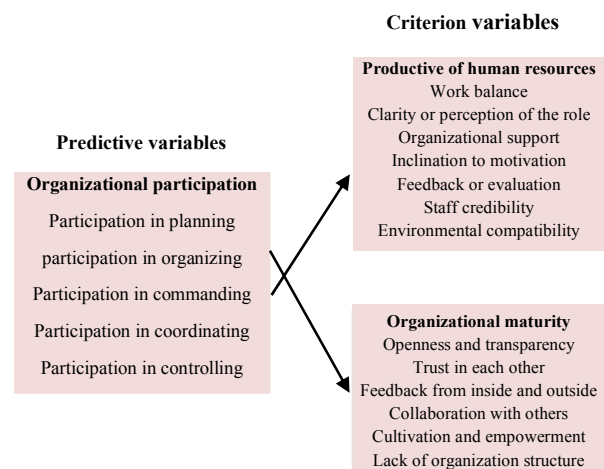 Criterion variables
Productive of human resources
Work balance
Clarity or perception of the role
Organizational support
Inclination to motivation
Feedback or evaluation
Staff credibility
Environmental compatibility
Predictive variables
Organizational participation
Participation in planning
participation in organizing
Participation in commanding
Participation in coordinating
Participation in controlling
Organizational maturity
Openness and transparency
Trust in each other
Feedback from inside and outside
Collaboration with others
Cultivation and empowerment
Lack of organization structure